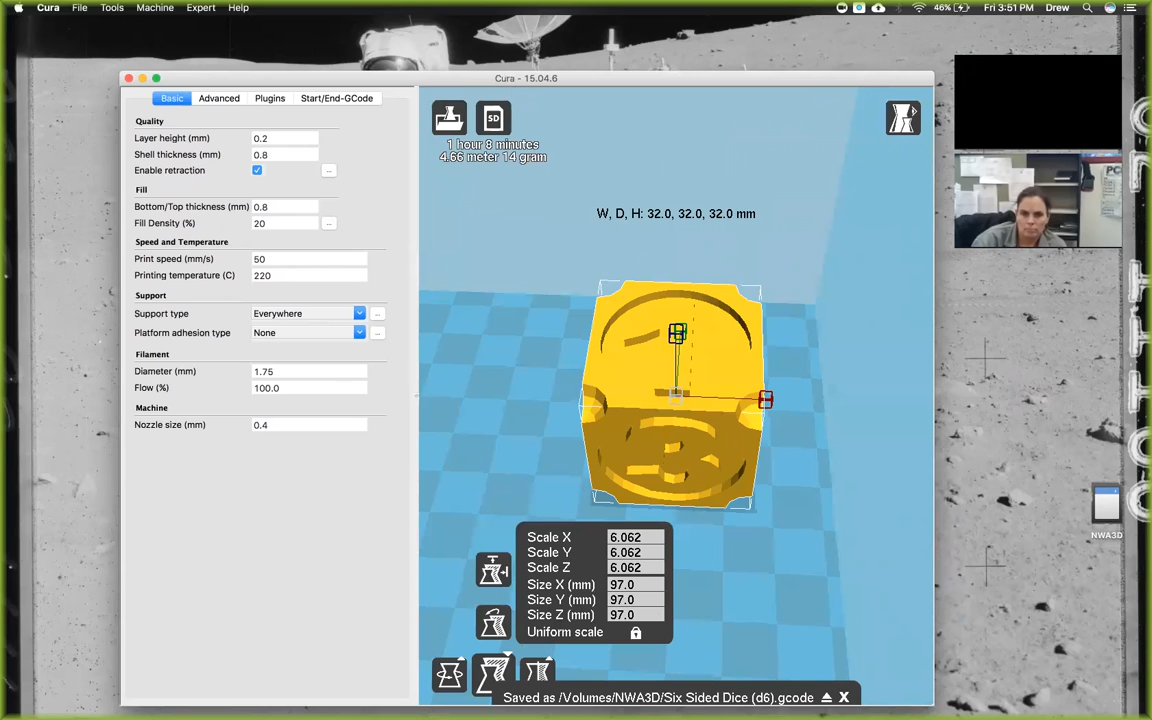 Cura File Tools Machine Expert Help 46% Fri 3:51 PM Drew
Cura - 15.04.6
Basic Advanced Plugins Start/End-GCode
Quality
Layer height (mm) 0.2
Shell thickness (mm) 0.8
Enable retraction ...
Fill
Bottom/Top thickness (mm) 0.8
Fill Density (%) 20 ...
Speed and Temperature
Print speed (mm/s) 50
Printing temperature (C) 220
Support
Support type Everywhere ...
Platform adhesion type None ...
Filament
Diameter (mm) 1.75
Flow (%) 100.0
Machine
Nozzle size (mm) 0.4
SD
1 hour 8 minutes
4.66 meter 14 gram
W, D, H: 32.0, 32.0, 32.0 mm
3
Scale X 6.062
Scale Y 6.062
Scale Z 6.062
Size X (mm) 97.0
Size Y (mm) 97.0
Size Z (mm) 97.0
Uniform scale
Saved as /Volumes/NWA3D/Six Sided Dice (d6).gcode X
PC
NWA3D